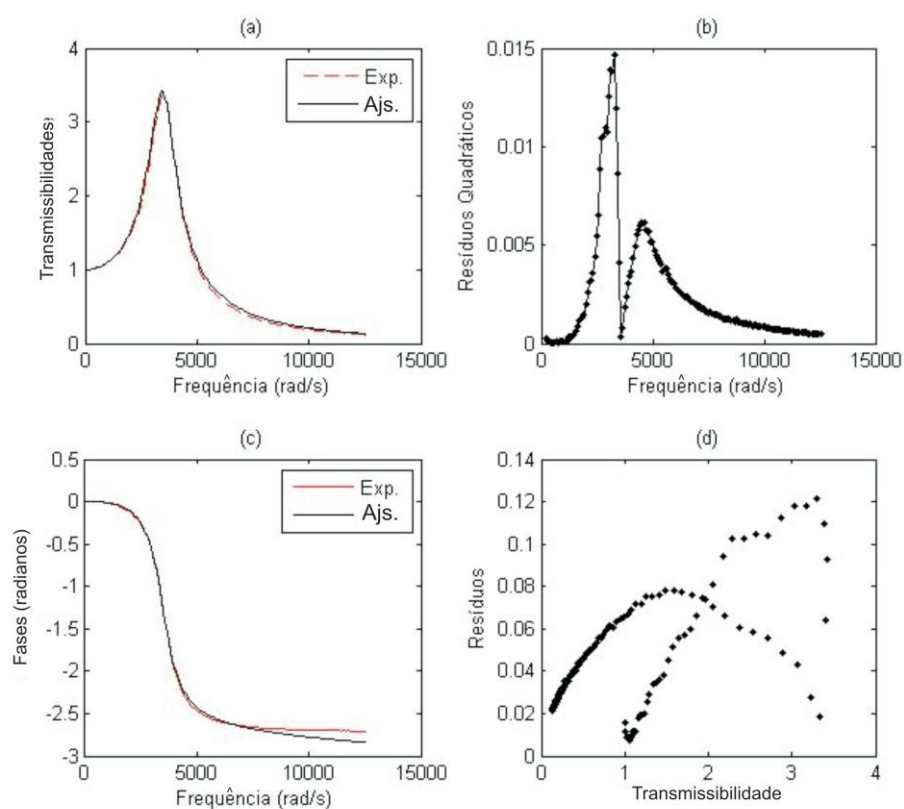 (a)
4
3
2
1
0
Transmissibilidades
0 5000 10000 15000
Frequência (rad/s)
Exp.
Ajs.
(b)
0.015
0.01
0.005
0
Resíduos Quadráticos
0 5000 10000 15000
Frequência (rad/s)
(c)
0.5
0
-0.5
-1
-1.5
-2
-2.5
-3
Fases (radianos)
0 5000 10000 15000
Frequência (rad/s)
Exp.
Ajs.
(d)
0.14
0.12
0.1
0.08
0.06
0.04
0.02
0
Resíduos
0 1 2 3 4
Transmissibilidade